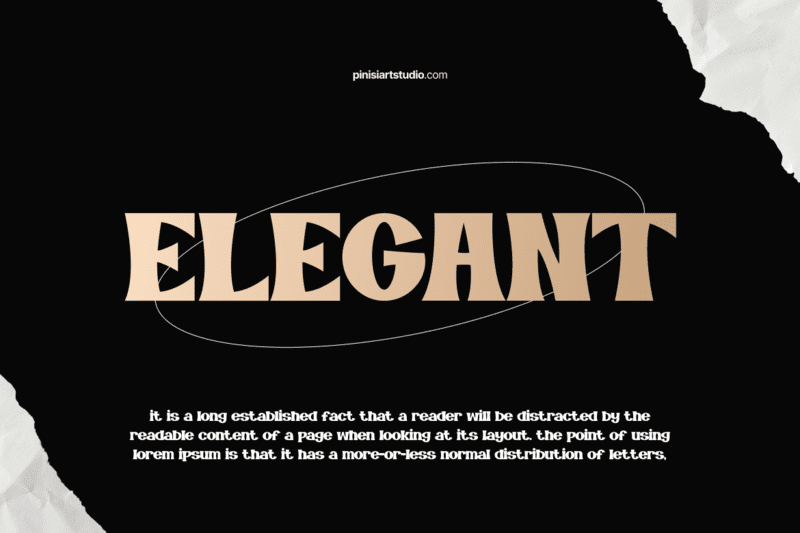 pinisiartstudio.com
ELEGANT
it is a long established fact that a reader will be distracted by the
readable content of a page when looking at its layout. the point of using
lorem ipsum is that it has a more-or-less normal distribution of letters,